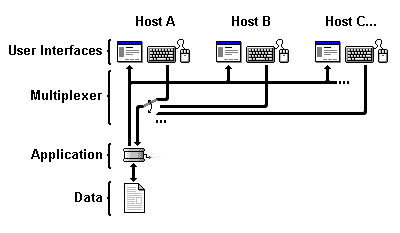 Host A Host B Host C...
User Interfaces
Multiplexer
Application
Data